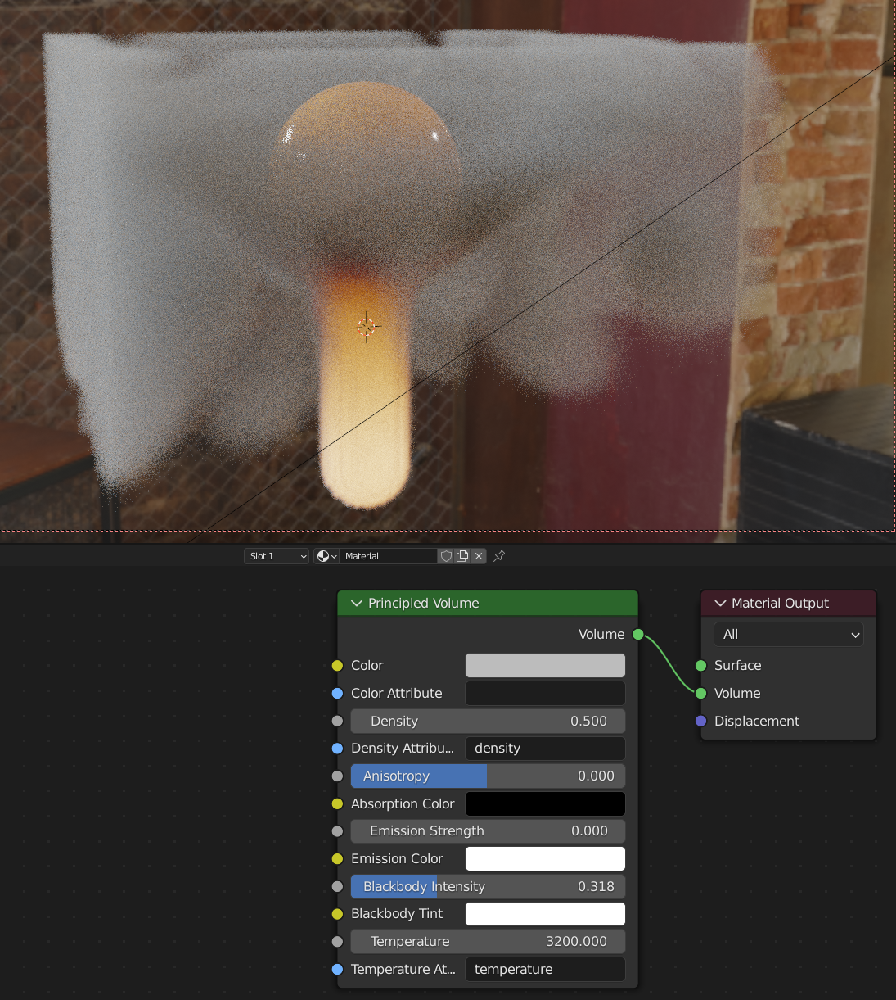 Slot 1
Material
Principled Volume
Volume
Color
Color Attribute
Density 0.500
Density Attribu... density
Anisotropy 0.000
Absorption Color
Emission Strength 0.000
Emission Color
Blackbody Intensity 0.318
Blackbody Tint
Temperature 3200.000
Temperature At... temperature
Material Output
All
Surface
Volume
Displacement